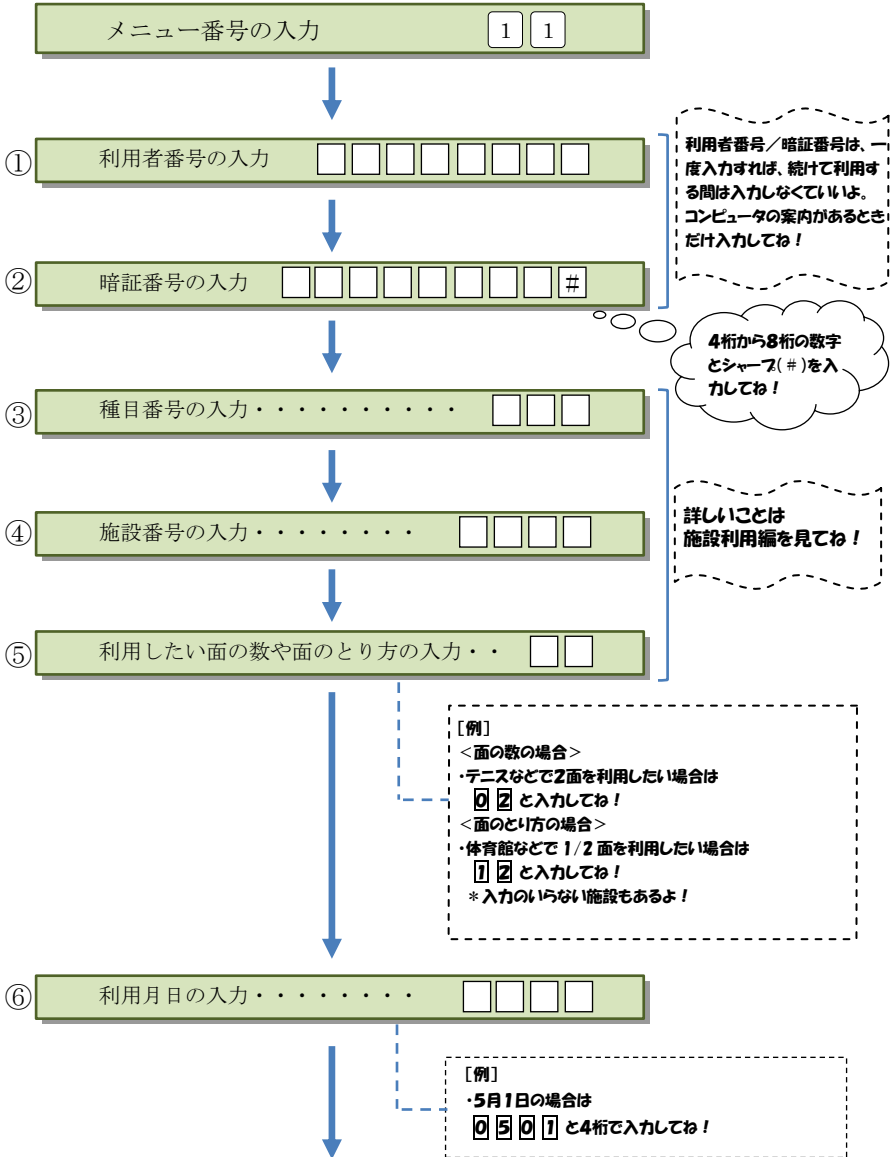 メニュー番号の入力 1 1
① 利用者番号の入力
利用者番号／暗証番号は、一
度入力すれば、続けて利用す
る間は入力しなくていいよ。
コンピュータの案内があるとき
だけ入力してね！
② 暗証番号の入力 #
4桁から8桁の数字
とシャープ(#)を入
力してね！
③ 種目番号の入力・・・・・・・・・・
④ 施設番号の入力・・・・・・・・
詳しいことは
施設利用編を見てね！
⑤ 利用したい面の数や面のとり方の入力・・
［例］
＜面の数の場合＞
・テニスなどで2面を利用したい場合は
0 2 と入力してね！
＜面のとり方の場合＞
・体育館などで1/2面を利用したい場合は
1 2 と入力してね！
＊入力のいらない施設もあるよ！
⑥ 利用月日の入力・・・・・・・・
［例］
・5月1日の場合は
0 5 0 1 と4桁で入力してね！